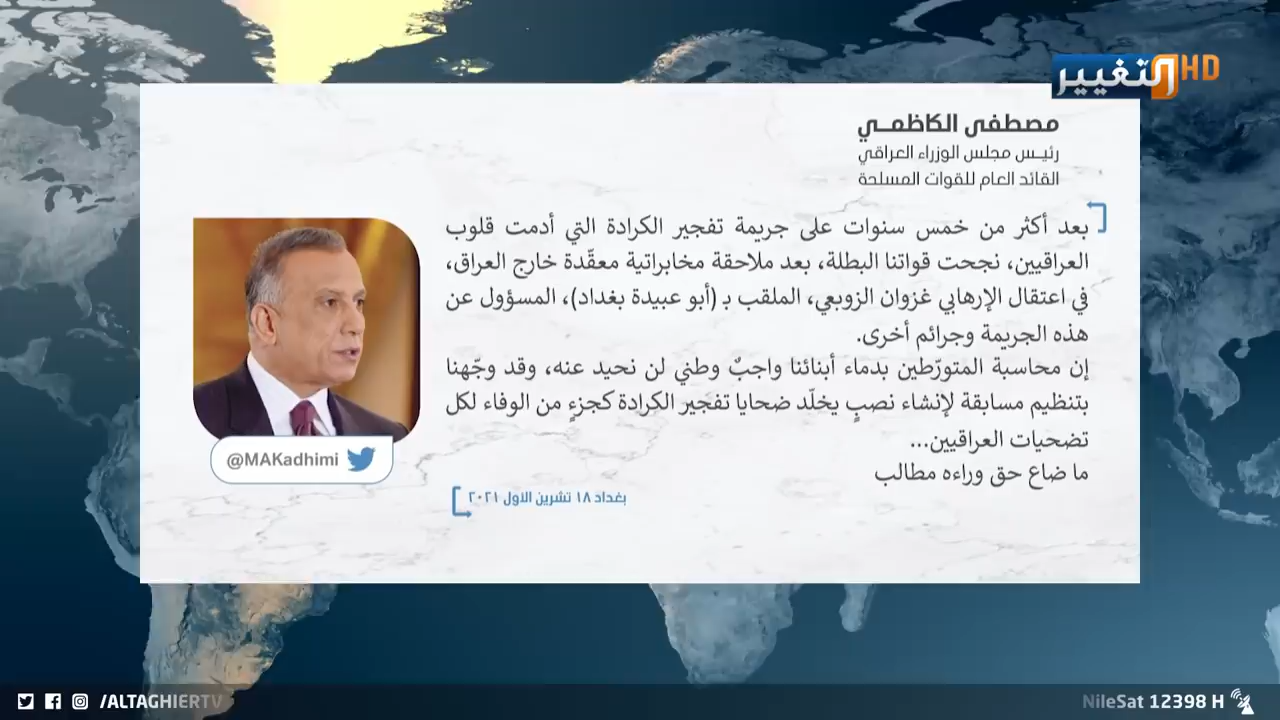 التغيير HD
مصطفى الكاظمي
رئيس مجلس الوزراء العراقي
القائد العام للقوات المسلحة
بعد أكثر من خمس سنوات على جريمة تفجير الكرادة التي أدمت قلوب
العراقيين، نجحت قواتنا البطلة، بعد ملاحقة مخابراتية معقّدة خارج العراق،
في اعتقال الإرهابي غزوان الزوبعي، الملقب بـ (أبو عبيدة بغداد)، المسؤول عن
هذه الجريمة وجرائم أخرى.
إن محاسبة المتورّطين بدماء أبنائنا واجبٌ وطني لن نحيد عنه، وقد وجّهنا
بتنظيم مسابقة لإنشاء نصبٍ يخلّد ضحايا تفجير الكرادة كجزءٍ من الوفاء لكل
تضحيات العراقيين...
ما ضاع حق وراءه مطالب
@MAKadhimi
بغداد ١٨ تشرين الاول ٢٠٢١
/ALTAGHIERTV
NileSat 12398 H